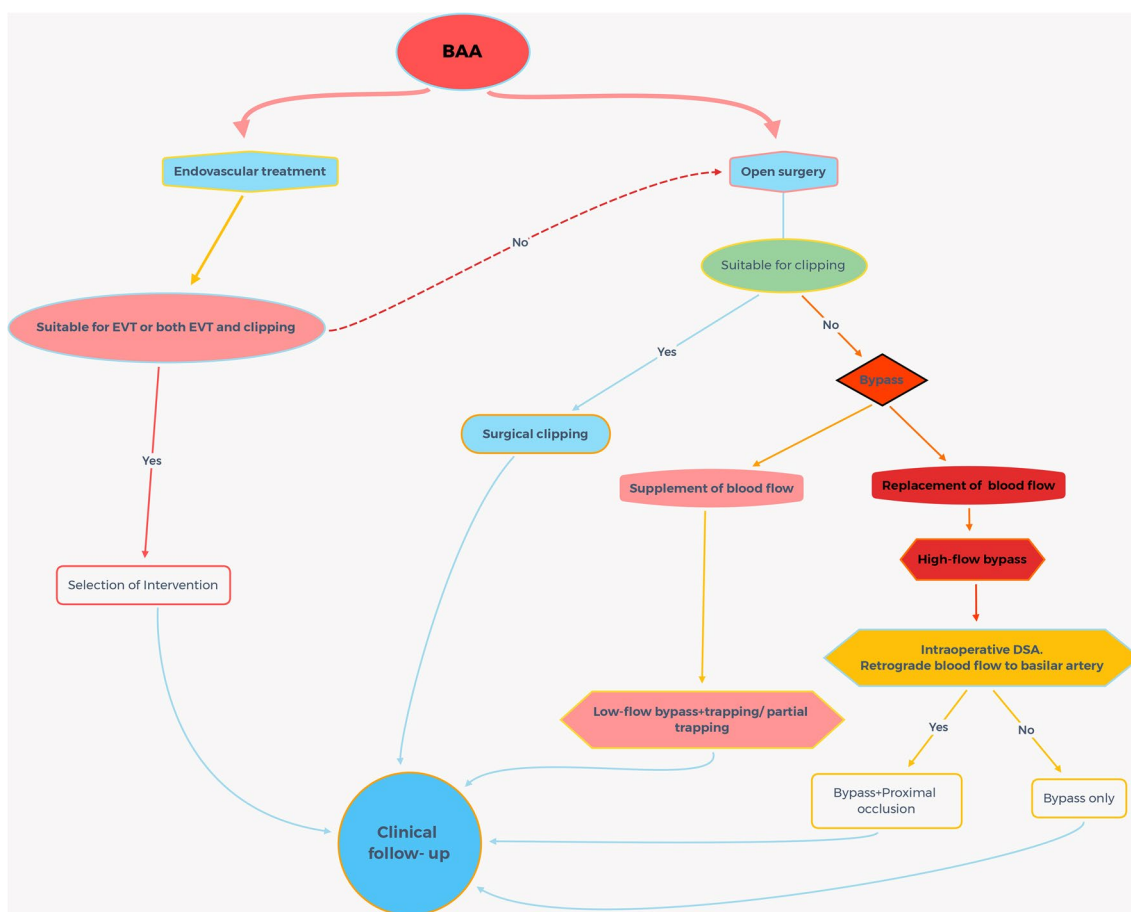 BAA
Endovascular treatment
Open surgery
No
Suitable for clipping
Suitable for EVT or both EVT and clipping
No
Yes
Bypass
Surgical clipping
Yes
Supplement of blood flow
Replacement of blood flow
High-flow bypass
Selection of Intervention
Intraoperative DSA.
Retrograde blood flow to basilar artery
Low-flow bypass+trapping/ partial
trapping
Yes
No
Bypass+Proximal
occlusion
Bypass only
Clinical
follow- up